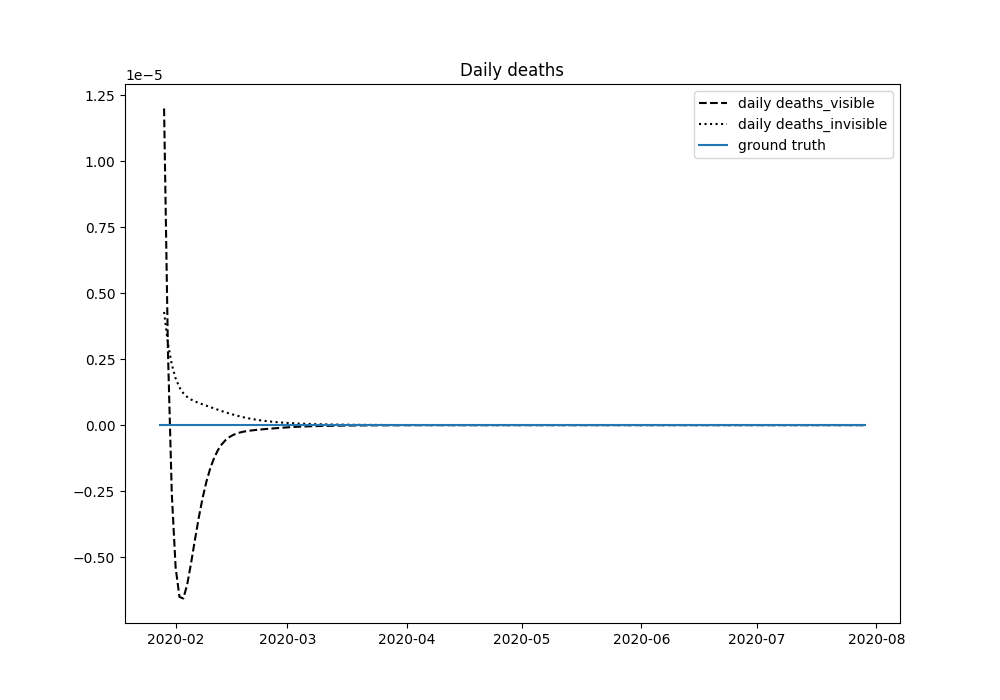 Daily deaths
1e−5
1.25
1.00
0.75
0.50
0.25
0.00
−0.25
−0.50
daily deaths_visible
daily deaths_invisible
ground truth
2020-02 2020-03 2020-04 2020-05 2020-06 2020-07 2020-08